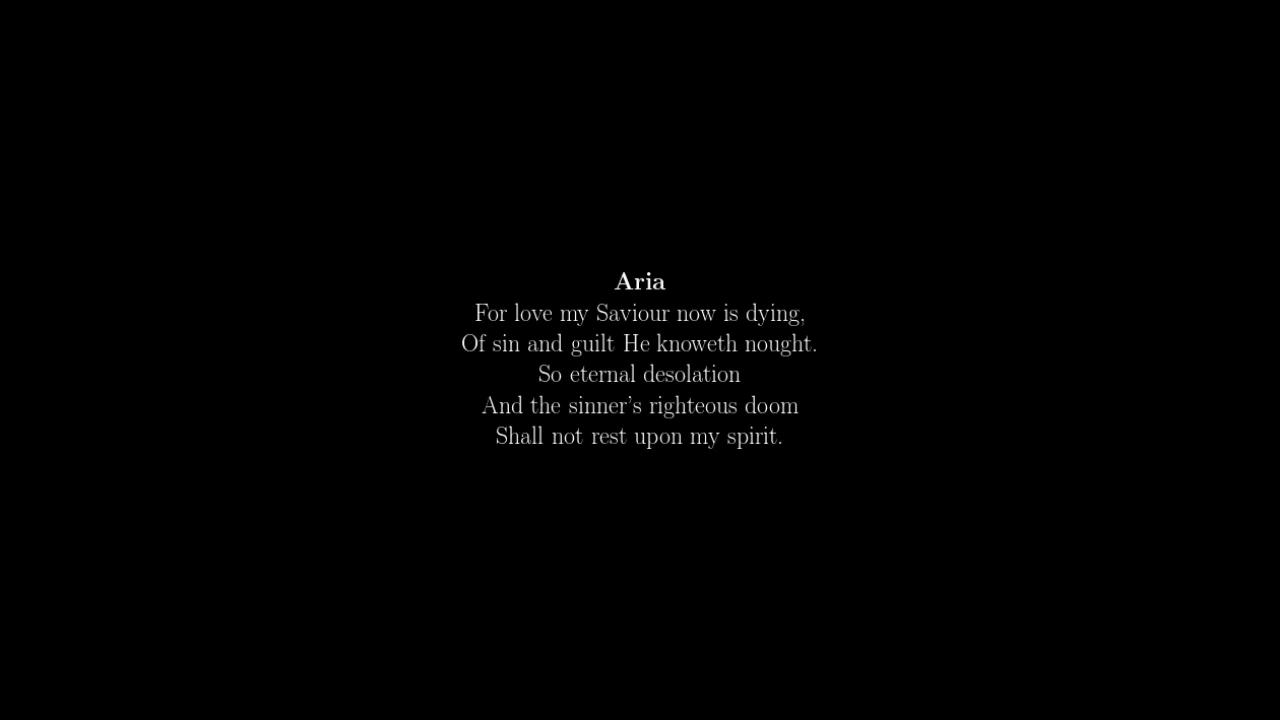 Aria
For love my Saviour now is dying,
Of sin and guilt He knoweth nought.
So eternal desolation
And the sinner's righteous doom
Shall not rest upon my spirit.